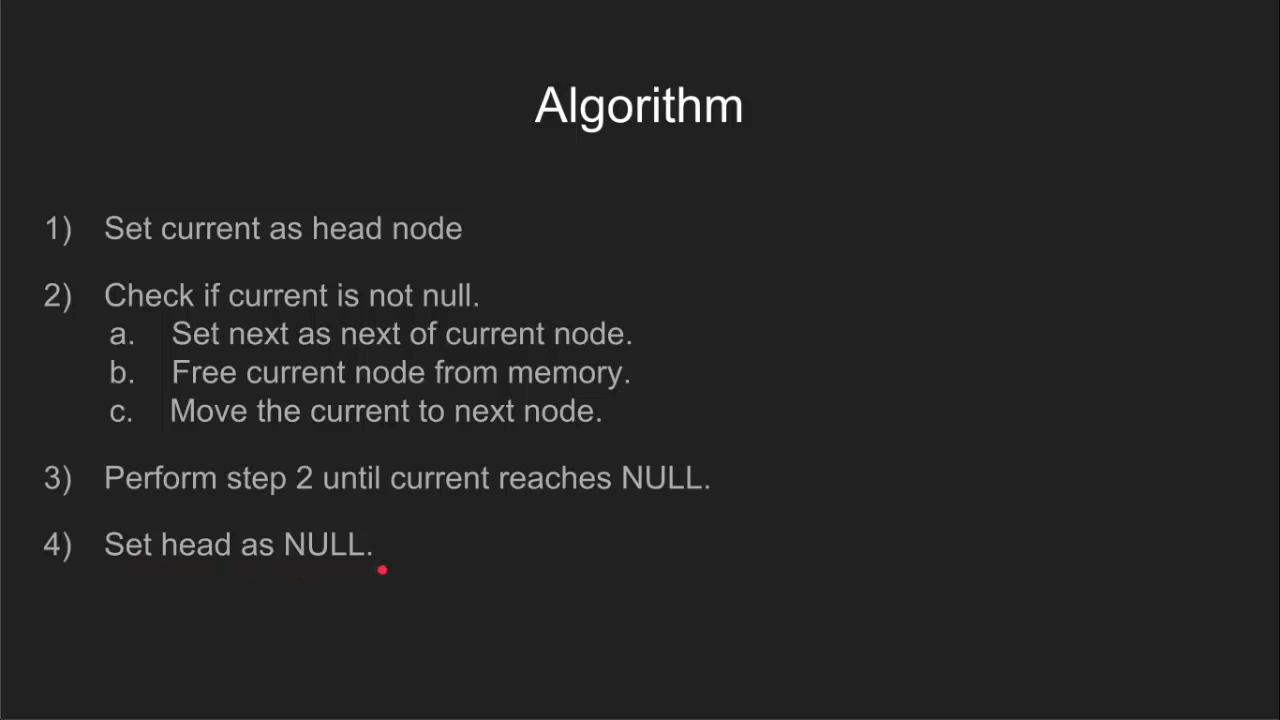 Algorithm
1) Set current as head node
2) Check if current is not null.
a. Set next as next of current node.
b. Free current node from memory.
c. Move the current to next node.
3) Perform step 2 until current reaches NULL.
4) Set head as NULL.